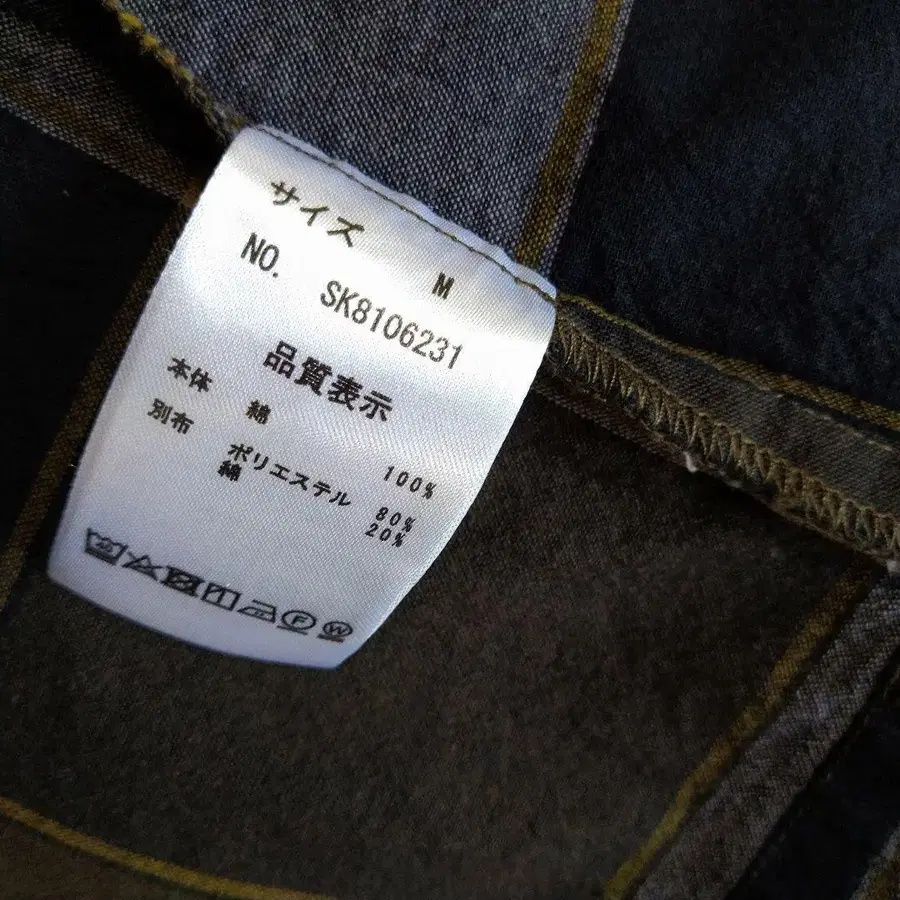 サイズ M
NO. SK8106231
品質表示
本体 綿 100%
別布 ポリエステル 80%
綿 20%
40
F W